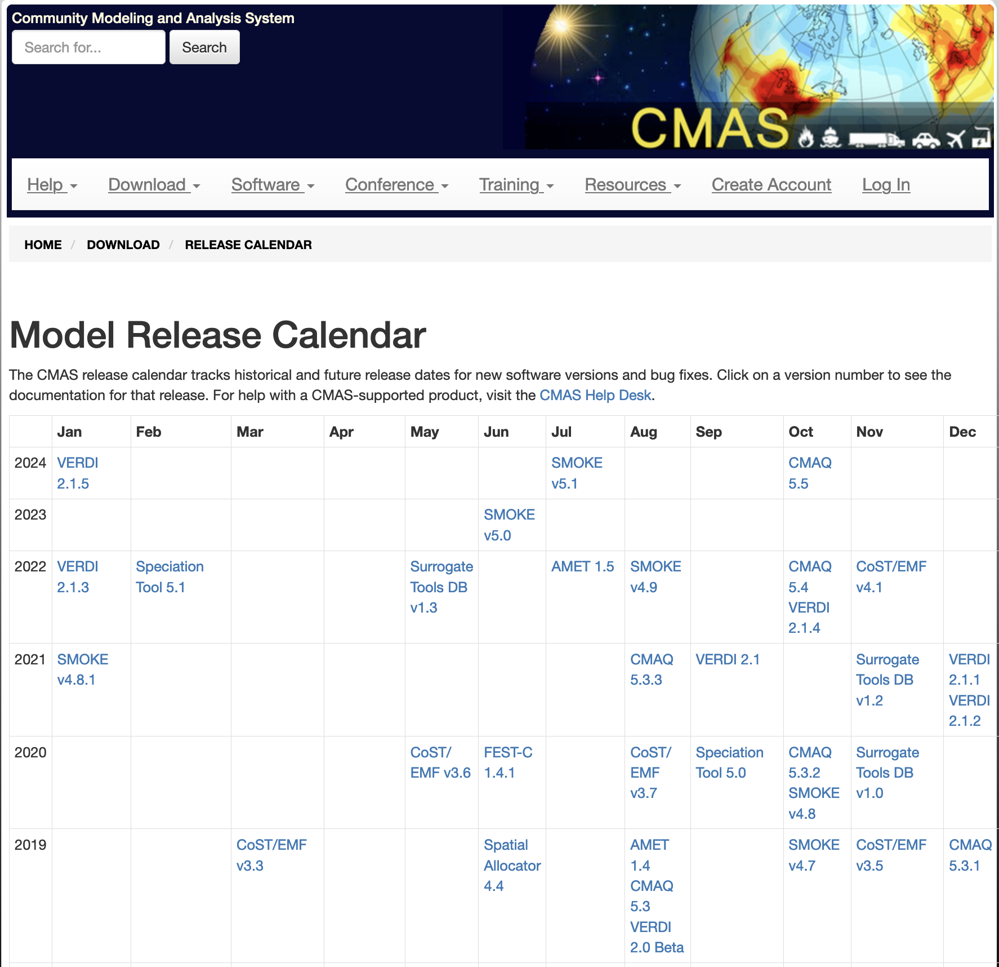 Community Modeling and Analysis System
Search for...
Search
CMAS
Help
Download
Software
Conference
Training
Resources
Create Account
Log In
HOME / DOWNLOAD / RELEASE CALENDAR
Model Release Calendar
The CMAS release calendar tracks historical and future release dates for new software versions and bug fixes. Click on a version number to see the
documentation for that release. For help with a CMAS-supported product, visit the CMAS Help Desk.
Jan Feb Mar Apr May Jun Jul Aug Sep Oct Nov Dec
2024
VERDI
2.1.5
SMOKE
v5.1
CMAQ
5.5
2023
SMOKE
v5.0
2022
VERDI
2.1.3
Speciation
Tool 5.1
Surrogate
Tools DB
v1.3
AMET 1.5
SMOKE
v4.9
CMAQ
5.4
VERDI
2.1.4
CoST/EMF
v4.1
2021
SMOKE
v4.8.1
CMAQ
5.3.3
VERDI 2.1
Surrogate
Tools DB
v1.2
VERDI
2.1.1
VERDI
2.1.2
2020
CoST/
EMF v3.6
FEST-C
1.4.1
CoST/
EMF
v3.7
Speciation
Tool 5.0
CMAQ
5.3.2
SMOKE
v4.8
Surrogate
Tools DB
v1.0
2019
CoST/EMF
v3.3
Spatial
Allocator
4.4
AMET
1.4
CMAQ
5.3
VERDI
2.0 Beta
SMOKE
v4.7
CoST/EMF
v3.5
CMAQ
5.3.1